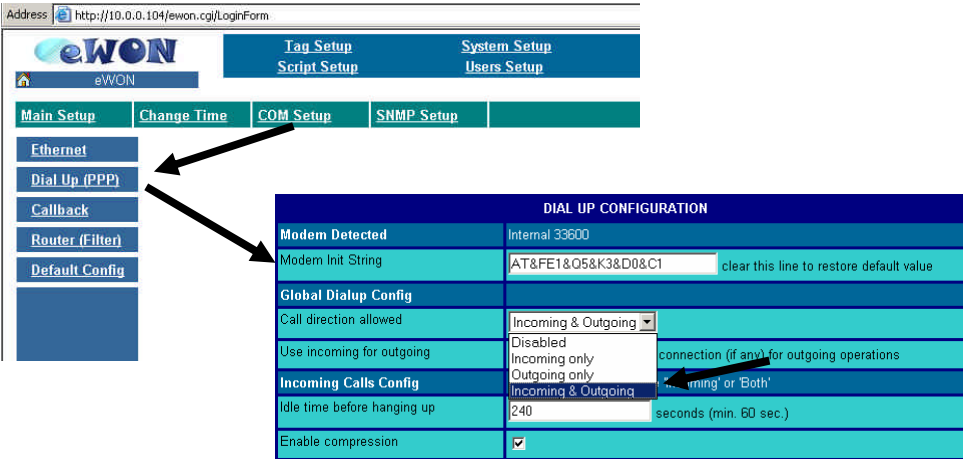 Address http://10.0.0.104/ewon.cgi/LoginForm
eWON
Tag Setup System Setup
Script Setup Users Setup
eWON
Main Setup Change Time COM Setup SNMP Setup
Ethernet
Dial Up (PPP)
Callback
Router (Filter)
Default Config
DIAL UP CONFIGURATION
Modem Detected Internal 33600
Modem Init String AT&FE1&Q5&K3&D0&C1 clear this line to restore default value
Global Dialup Config
Call direction allowed Incoming & Outgoing
Disabled
Use incoming for outgoing Incoming only connection (if any) for outgoing operations
Outgoing only
Incoming Calls Config Incoming & Outgoing 'Incoming' or 'Both'
Idle time before hanging up 240 seconds (min. 60 sec.)
Enable compression